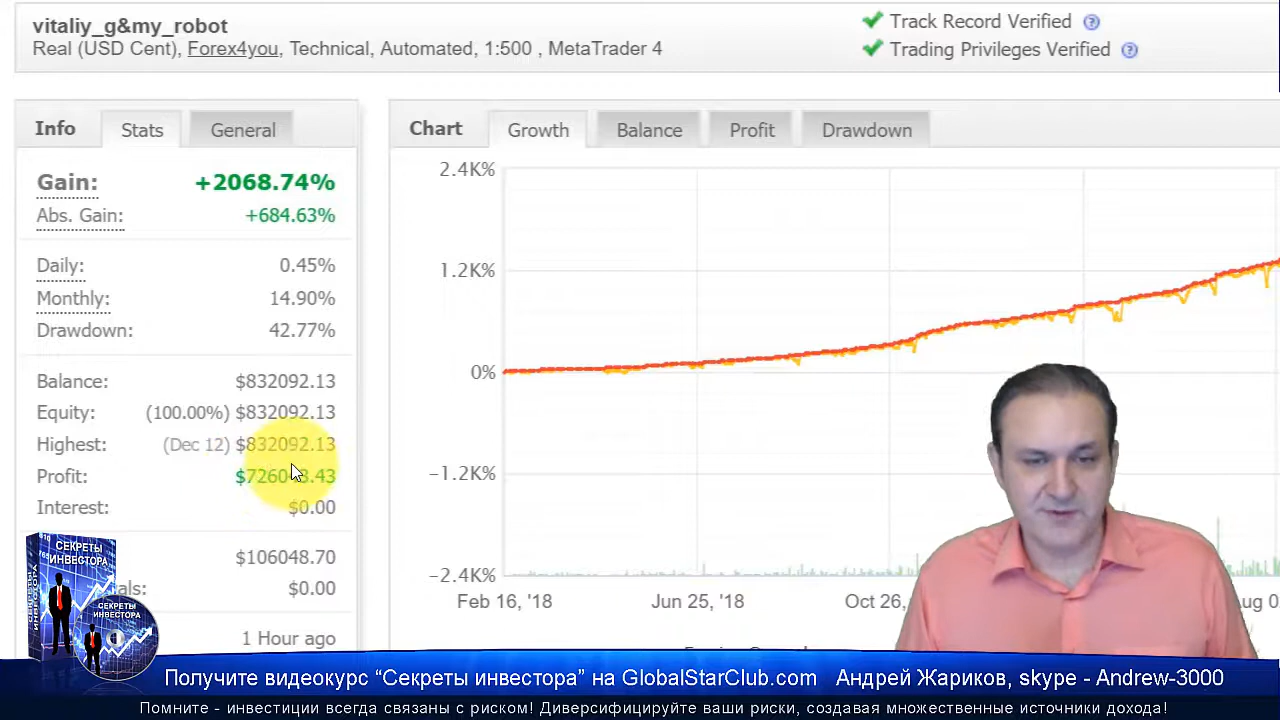 vitaliy_g&my_robot
Real (USD Cent), Forex4you, Technical, Automated, 1:500 , MetaTrader 4
Track Record Verified
Trading Privileges Verified
Info Stats General
Gain: +2068.74%
Abs. Gain: +684.63%
Daily: 0.45%
Monthly: 14.90%
Drawdown: 42.77%
Balance: $832092.13
Equity: (100.00%) $832092.13
Highest: (Dec 12) $832092.13
Profit:
Interest: $0.00
$106048.70
$0.00
1 Hour ago
Chart Growth Balance Profit Drawdown
2.4K%
1.2K%
0%
−1.2K%
−2.4K%
Feb 16, '18 Jun 25, '18 Oct 26,
СЕКРЕТЫ
ИНВЕСТОРА
СЕКРЕТЫ
ИНВЕСТОРА
Получите видеокурс “Секреты инвестора” на GlobalStarClub.com Андрей Жариков, skype - Andrew-3000
Помните - инвестиции всегда связаны с риском! Диверсифицируйте ваши риски, создавая множественные источники дохода!